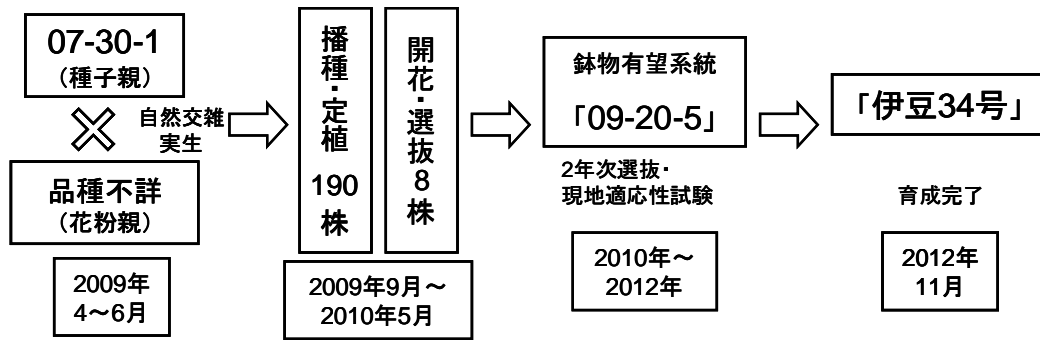 07-30-1
（種子親）
自然交雑
実生
品種不詳
（花粉親）
2009年
4～6月
播種・定植 190株
開花・選抜8株
2009年9月～
2010年5月
鉢物有望系統
「09-20-5」
2年次選抜・
現地適応性試験
2010年～
2012年
「伊豆34号」
育成完了
2012年
11月